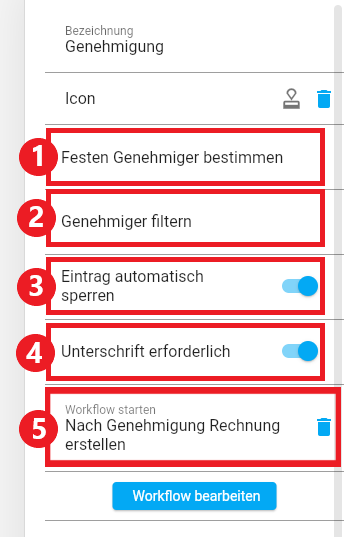 Bezeichnung
Genehmigung
Icon
1 Festen Genehmiger bestimmen
2 Genehmiger filtern
3 Eintrag automatisch
sperren
4 Unterschrift erforderlich
Workflow starten
5 Nach Genehmigung Rechnung
erstellen
Workflow bearbeiten